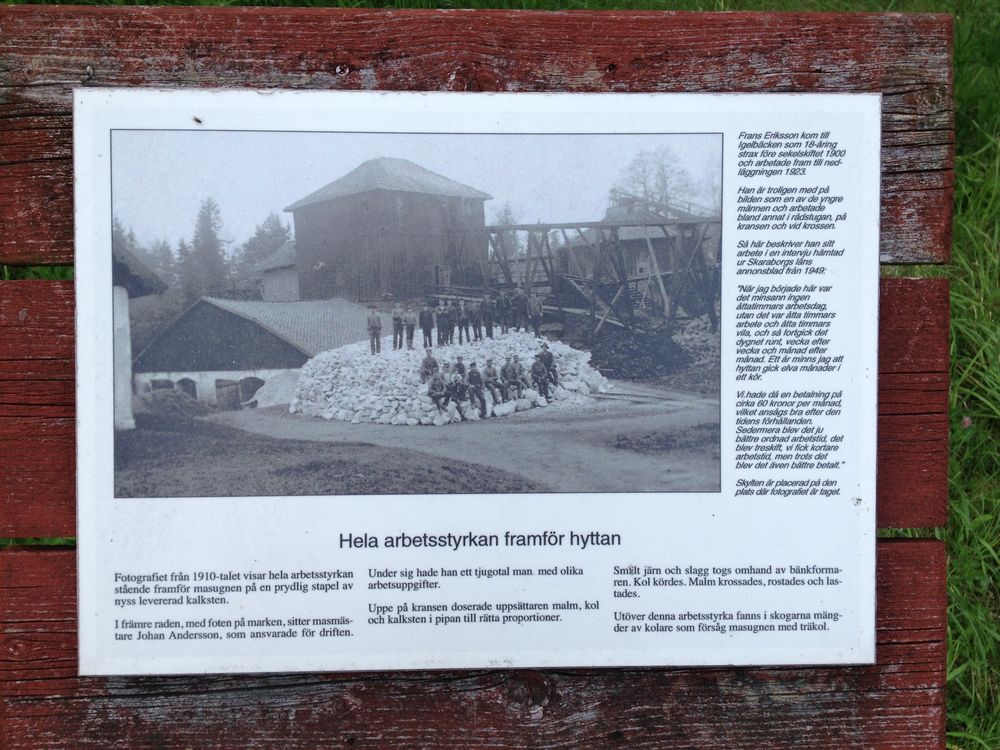 Frans Eriksson kom till
Igelbäcken som 18-åring
strax före sekelskiftet 1900
och arbetade fram till ned-
läggningen 1923.
Han är troligen med på
bilden som en av de yngre
männen och arbetade
bland annat i rådstugan, på
kransen och vid krossen.
Så här beskriver han sitt
arbete i en intervju hämtad
ur Skaraborgs läns
annonsblad från 1949:
"När jag började här var
det minsann ingen
åttatimmars arbetsdag,
utan det var åtta timmars
arbete och åtta timmars
vila, och så fortgick det
dygnet runt, vecka efter
vecka och månad efter
månad. Ett år minns jag att
hyttan gick elva månader i
ett kör.
Vi hade då en betalning på
cirka 60 kronor per månad,
vilket ansågs bra efter den
tidens förhållanden.
Sedermera blev det ju
bättre ordnad arbetstid, det
blev treskift, vi fick kortare
arbetstid, men trots det
blev det även bättre betalt."
Skylten är placerad på den
plats där fotografiet är taget.
Hela arbetsstyrkan framför hyttan
Fotografiet från 1910-talet visar hela arbetsstyrkan
stående framför masugnen på en prydlig stapel av
nyss levererad kalksten.
I främre raden, med foten på marken, sitter masmäs-
tare Johan Andersson, som ansvarade för driften.
Under sig hade han ett tjugotal man med olika
arbetsuppgifter.
Uppe på kransen doserade uppsättaren malm, kol
och kalksten i pipan till rätta proportioner.
Smält järn och slagg togs omhand av bänkforma-
ren. Kol kördes. Malm krossades, rostades och las-
tades.
Utöver denna arbetsstyrka fanns i skogarna mäng-
der av kolare som försåg masugnen med träkol.